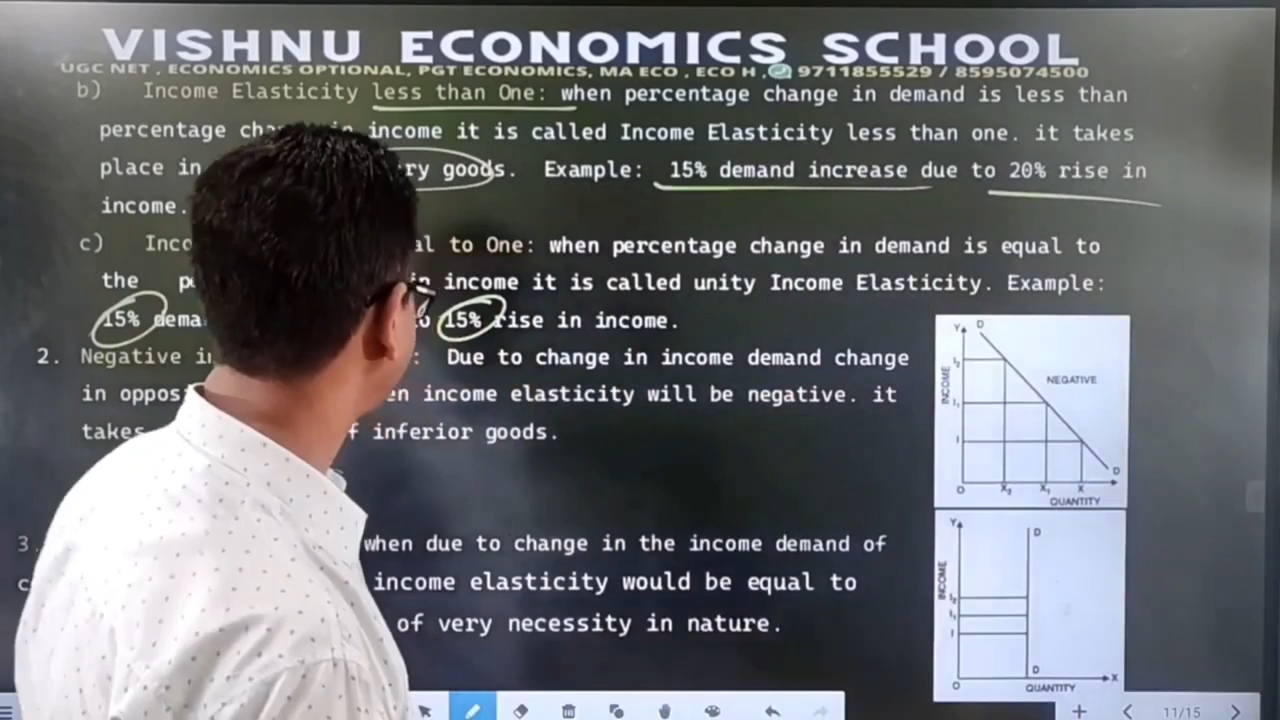 VISHNU ECONOMICS SCHOOL
UGC NET , ECONOMICS OPTIONAL, PGT ECONOMICS, MA ECO , ECO H , 9711855529 / 8595074500
b) Income Elasticity less than One: when percentage change in demand is less than
percentage in income it is called Income Elasticity less than one. it takes
place in goods. Example: 15% demand increase due to 20% rise in
income.
c) to One: when percentage change in demand is equal to
the in income it is called unity Income Elasticity. Example:
15% 15% rise in income.
2. Negative : Due to change in income demand change
in income elasticity will be negative. it
takes inferior goods.
3. when due to change in the income demand of
income elasticity would be equal to
of very necessity in nature.
Y D
I₂
NEGATIVE
INCOME
I₁
I
D
O X₂ X₁ X
QUANTITY
Y
D
INCOME
I
D
O X
QUANTITY
11/15